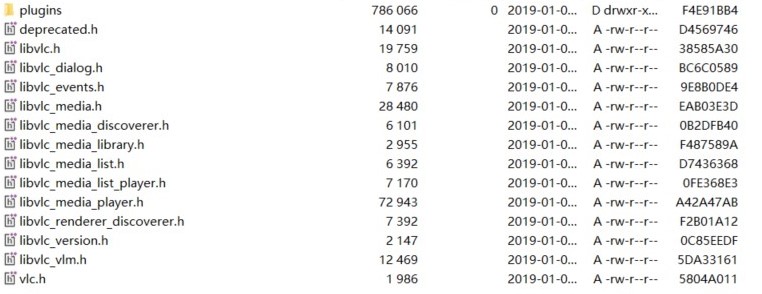 plugins 786 066 0 2019-01-0... D drwxr-x... F4E91BB4
deprecated.h 14 091 2019-01-0... A -rw-r--r-- D4569746
libvlc.h 19 759 2019-01-0... A -rw-r--r-- 38585A30
libvlc_dialog.h 8 010 2019-01-0... A -rw-r--r-- BC6C0589
libvlc_events.h 7 876 2019-01-0... A -rw-r--r-- 9E8B0DE4
libvlc_media.h 28 480 2019-01-0... A -rw-r--r-- EAB03E3D
libvlc_media_discoverer.h 6 101 2019-01-0... A -rw-r--r-- 0B2DFB40
libvlc_media_library.h 2 955 2019-01-0... A -rw-r--r-- F487589A
libvlc_media_list.h 6 392 2019-01-0... A -rw-r--r-- D7436368
libvlc_media_list_player.h 7 170 2019-01-0... A -rw-r--r-- 0FE368E3
libvlc_media_player.h 72 943 2019-01-0... A -rw-r--r-- A42A47AB
libvlc_renderer_discoverer.h 7 392 2019-01-0... A -rw-r--r-- F2B01A12
libvlc_version.h 2 147 2019-01-0... A -rw-r--r-- 0C85EEDF
libvlc_vlm.h 12 469 2019-01-0... A -rw-r--r-- 5DA33161
vlc.h 1 986 2019-01-0... A -rw-r--r-- 5804A011